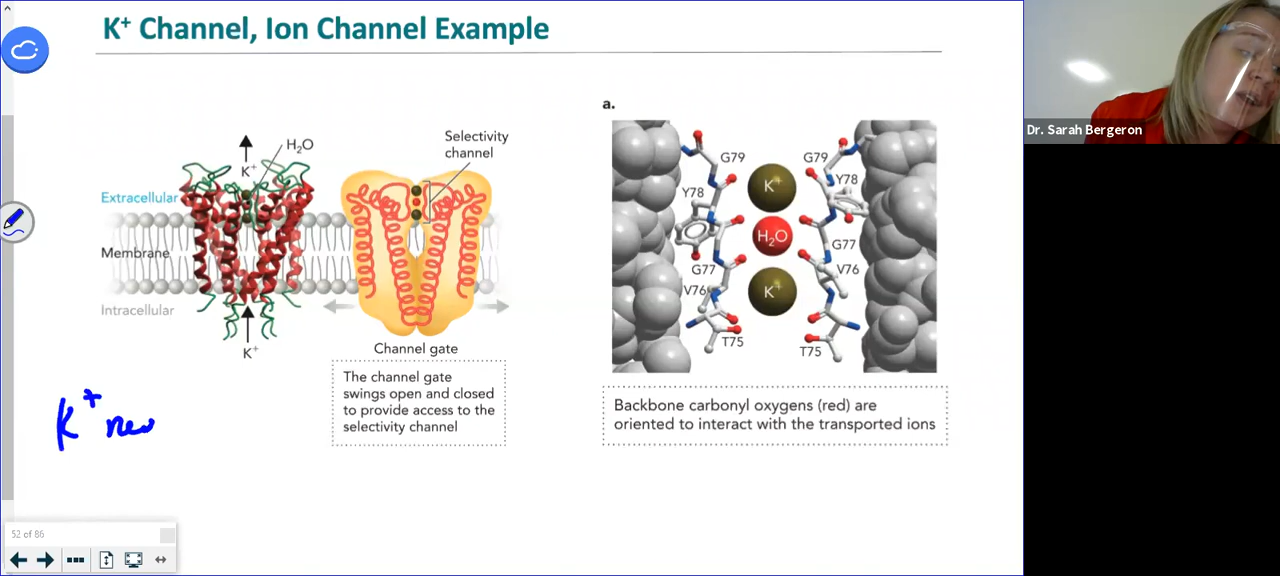 K⁺ Channel, Ion Channel Example
Dr. Sarah Bergeron
H₂O
K⁺
Extracellular
Membrane
Intracellular
K⁺
Selectivity
channel
Channel gate
The channel gate
swings open and closed
to provide access to the
selectivity channel
a.
G79
Y78
G77
V76
T75
K⁺
H₂O
K⁺
G79
Y78
G77
V76
T75
Backbone carbonyl oxygens (red) are
oriented to interact with the transported ions
K⁺ new
52 of 86